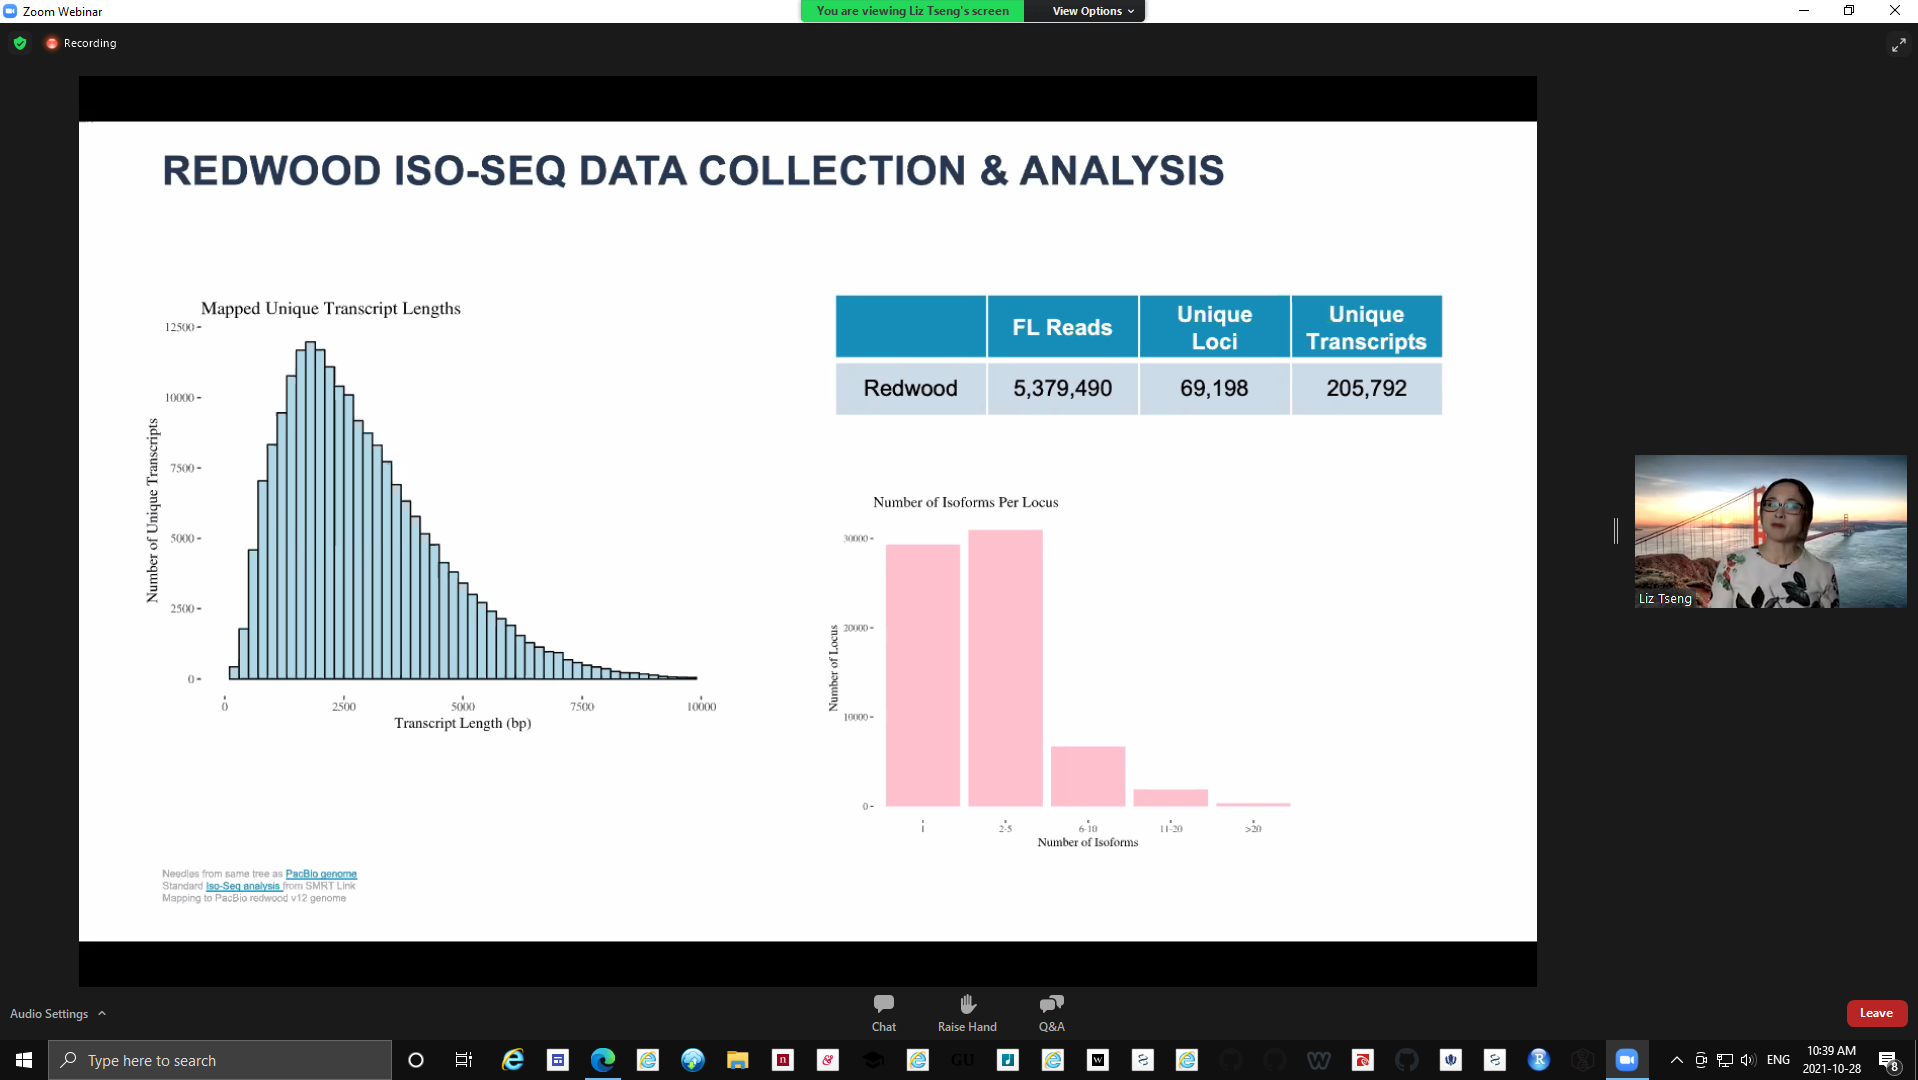 Zoom Webinar
You are viewing Liz Tseng's screen
View Options
Recording
REDWOOD ISO-SEQ DATA COLLECTION & ANALYSIS
Mapped Unique Transcript Lengths
12500
10000
7500
5000
2500
0
Number of Unique Transcripts
0 2500 5000 7500 10000
Transcript Length (bp)
FL Reads Unique Loci Unique Transcripts
Redwood 5,379,490 69,198 205,792
Number of Isoforms Per Locus
30000
20000
10000
0
Number of Locus
1 2-5 6-10 11-20 >20
Number of Isoforms
Needles from same tree as PacBio genome
Standard Iso-Seq analysis from SMRT Link
Mapping to PacBio redwood v12 genome
Liz Tseng
Audio Settings
Chat
Raise Hand
Q&A
Leave
Type here to search
GU
ENG
10:39 AM
2021-10-28
8